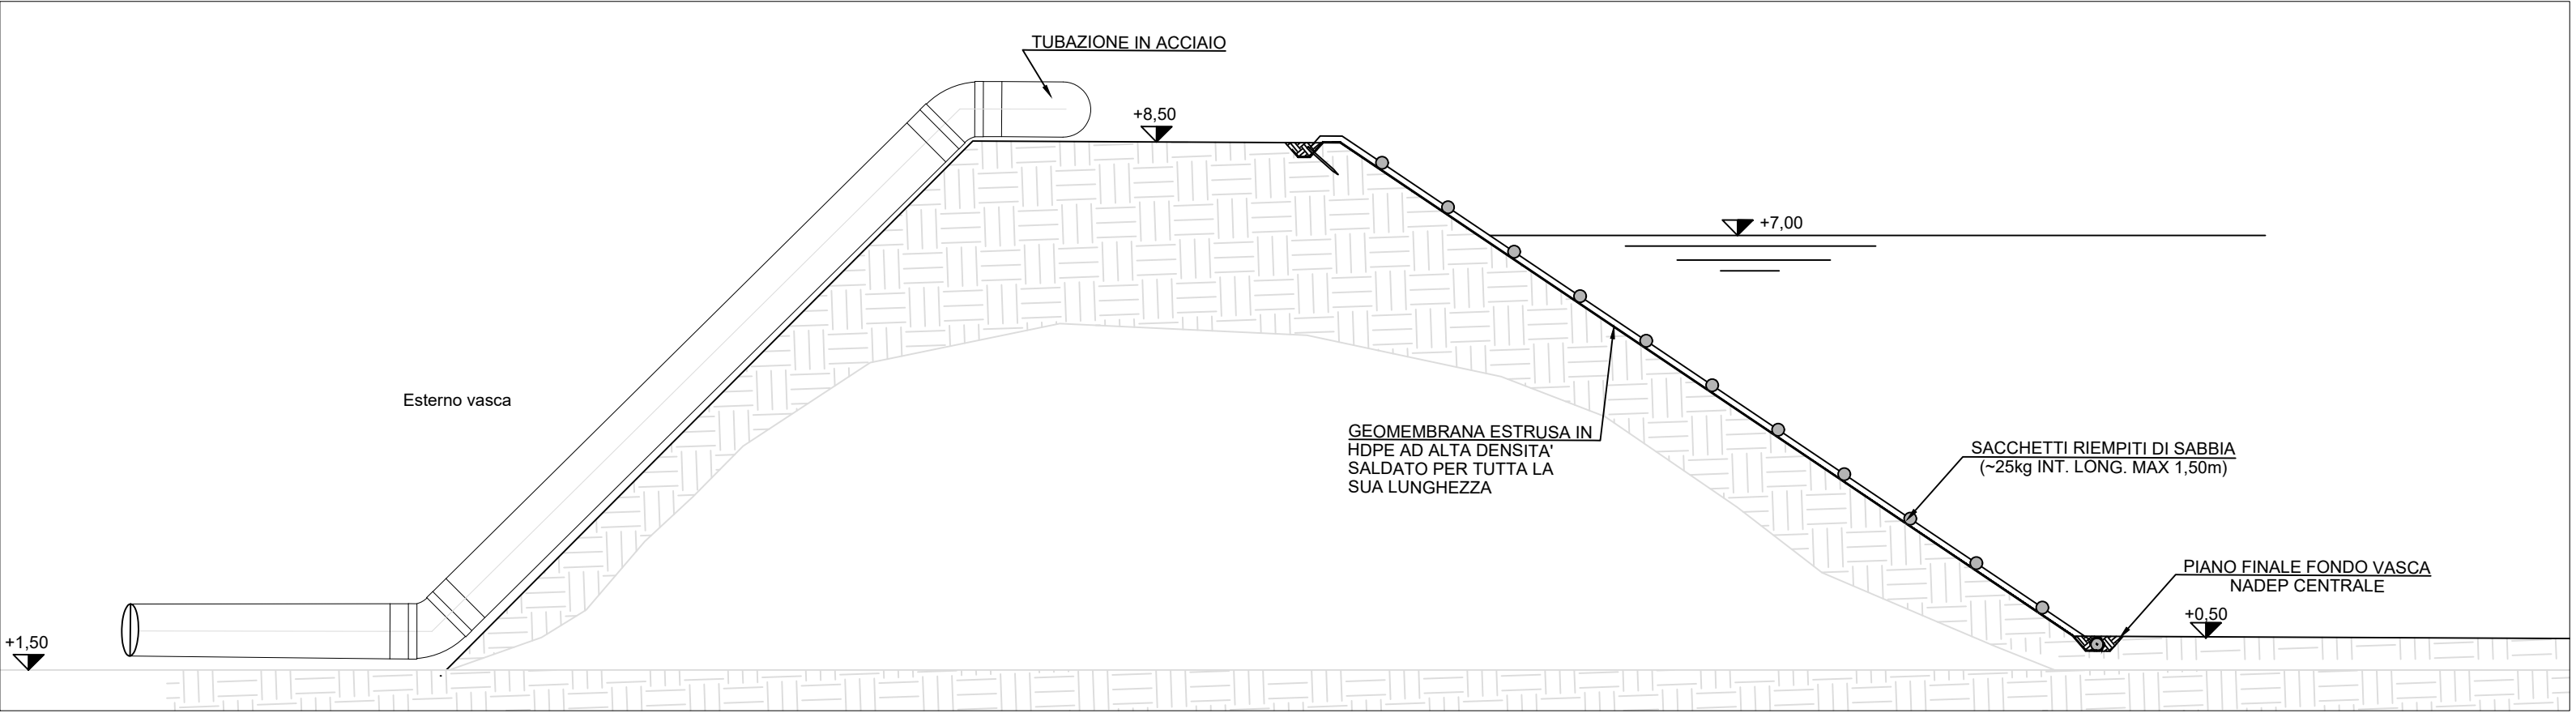 TUBAZIONE IN ACCIAIO
+8,50
+7,00
Esterno vasca
GEOMEMBRANA ESTRUSA IN
HDPE AD ALTA DENSITA'
SALDATO PER TUTTA LA
SUA LUNGHEZZA
SACCHETTI RIEMPITI DI SABBIA
(~25kg INT. LONG. MAX 1,50m)
PIANO FINALE FONDO VASCA
NADEP CENTRALE
+0,50
+1,50